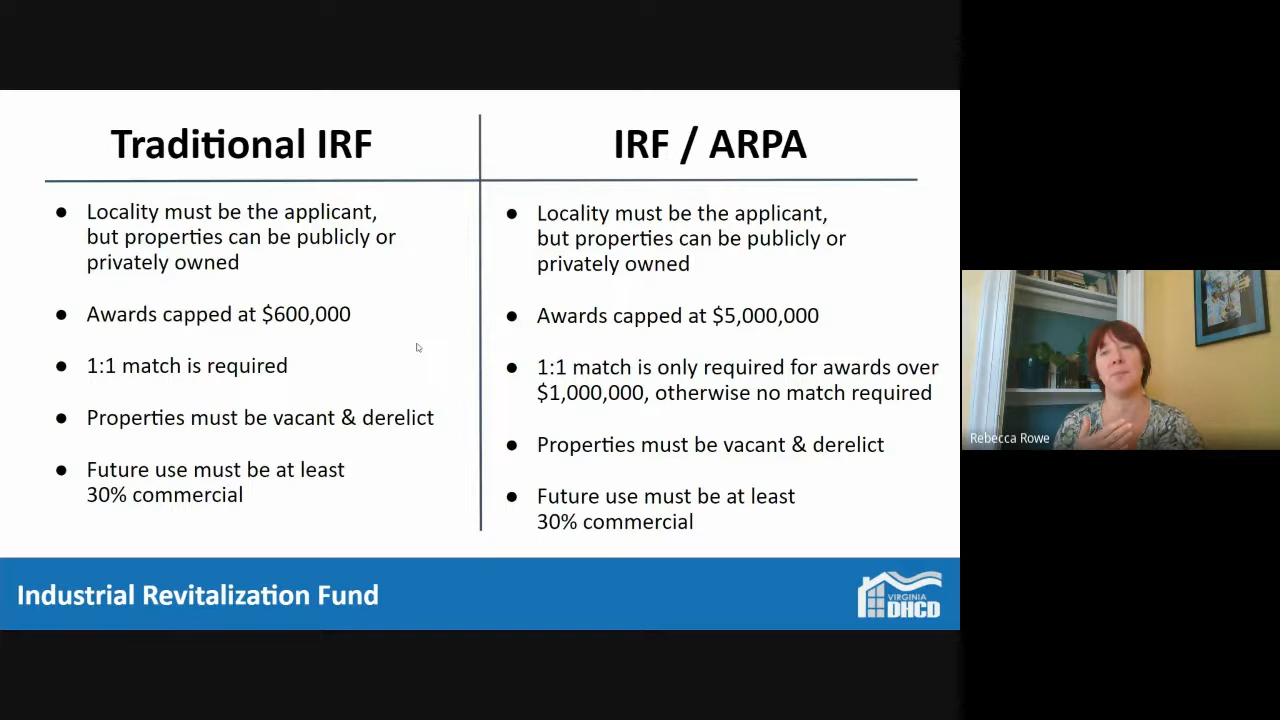 Traditional IRF
Locality must be the applicant,
but properties can be publicly or
privately owned
Awards capped at $600,000
1:1 match is required
Properties must be vacant & derelict
Future use must be at least
30% commercial
IRF / ARPA
Locality must be the applicant,
but properties can be publicly or
privately owned
Awards capped at $5,000,000
1:1 match is only required for awards over
$1,000,000, otherwise no match required
Properties must be vacant & derelict
Future use must be at least
30% commercial
Industrial Revitalization Fund
VIRGINIA
DHCD
Rebecca Rowe